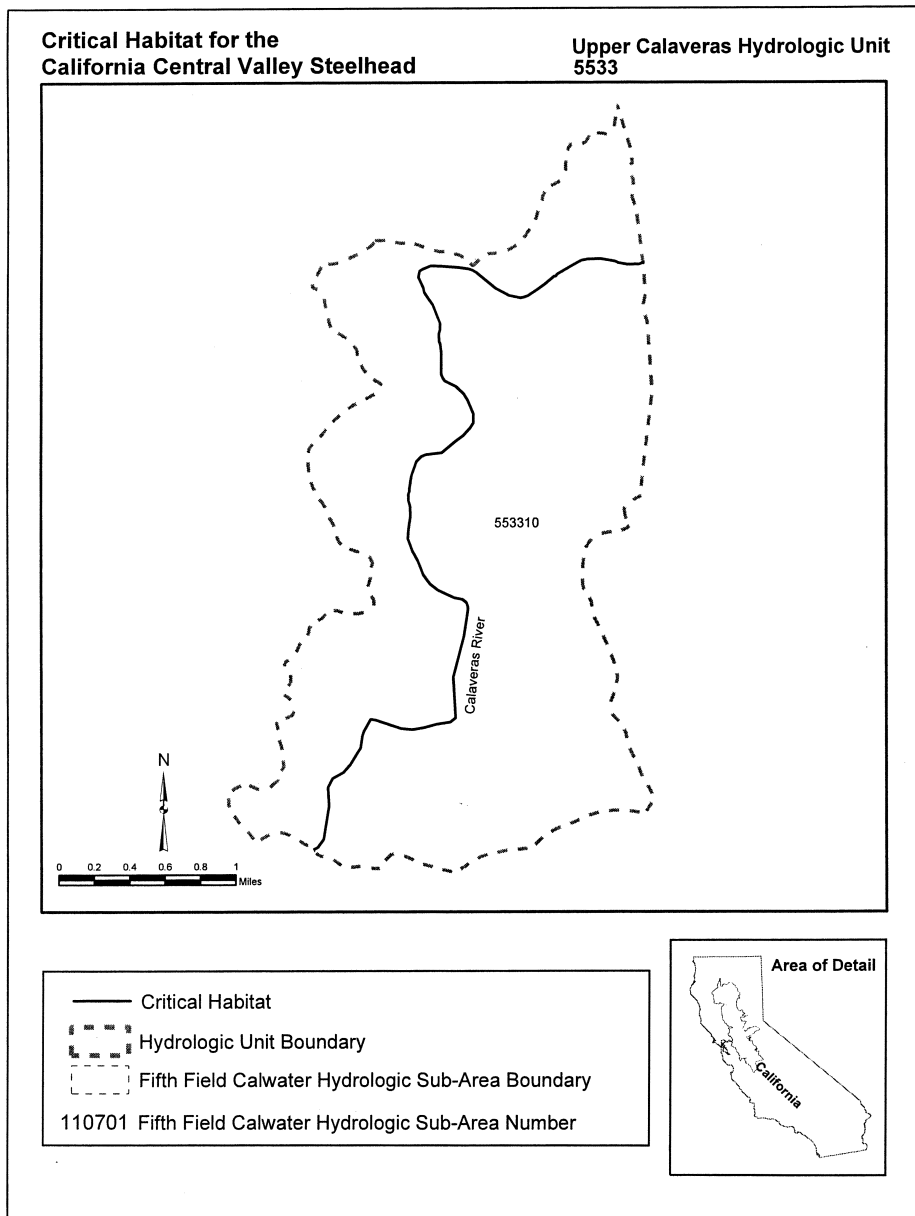 Critical Habitat for the
California Central Valley Steelhead
Upper Calaveras Hydrologic Unit
5533
553310
Calaveras River
N
0 0.2 0.4 0.6 0.8 1
Miles
Critical Habitat
Hydrologic Unit Boundary
Fifth Field Calwater Hydrologic Sub-Area Boundary
110701 Fifth Field Calwater Hydrologic Sub-Area Number
Area of Detail
California